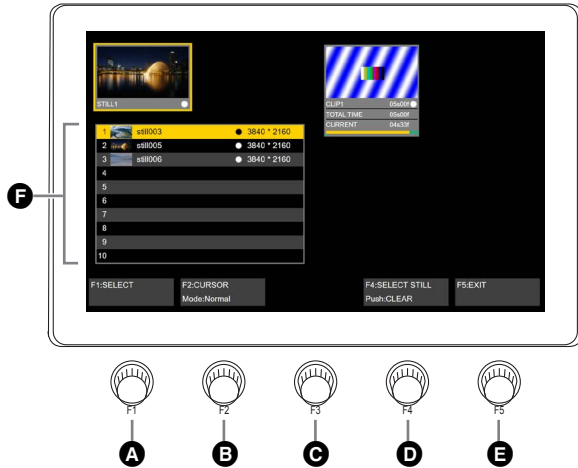 STILL1
CLIP1 05s00f
TOTAL TIME 05s00f
CURRENT 04s33f
1 still003 3840 * 2160
2 still005 3840 * 2160
3 still006 3840 * 2160
4
5
6
7
8
9
10
F
F1:SELECT
F2:CURSOR
Mode:Normal
F4:SELECT STILL
Push:CLEAR
F5:EXIT
F1 F2 F3 F4 F5
A B C D E